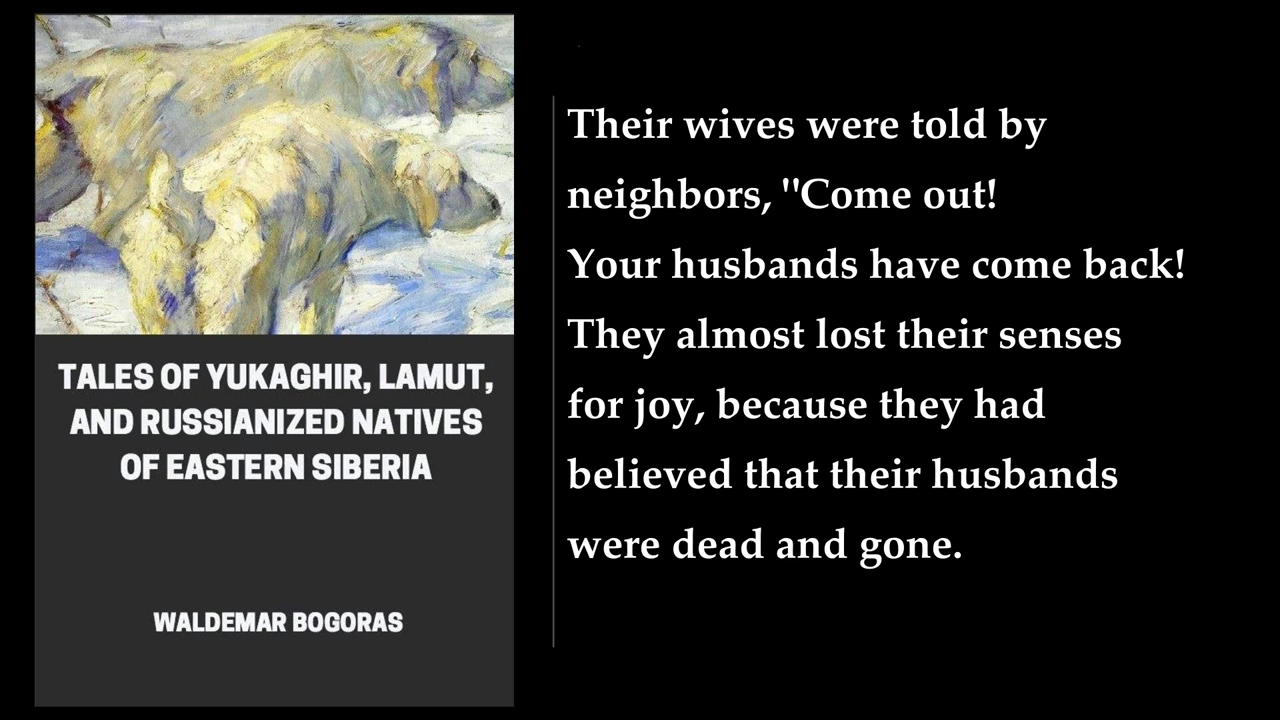 TALES OF YUKAGHIR, LAMUT,
AND RUSSIANIZED NATIVES
OF EASTERN SIBERIA
WALDEMAR BOGORAS
Their wives were told by
neighbors, "Come out!
Your husbands have come back!
They almost lost their senses
for joy, because they had
believed that their husbands
were dead and gone.